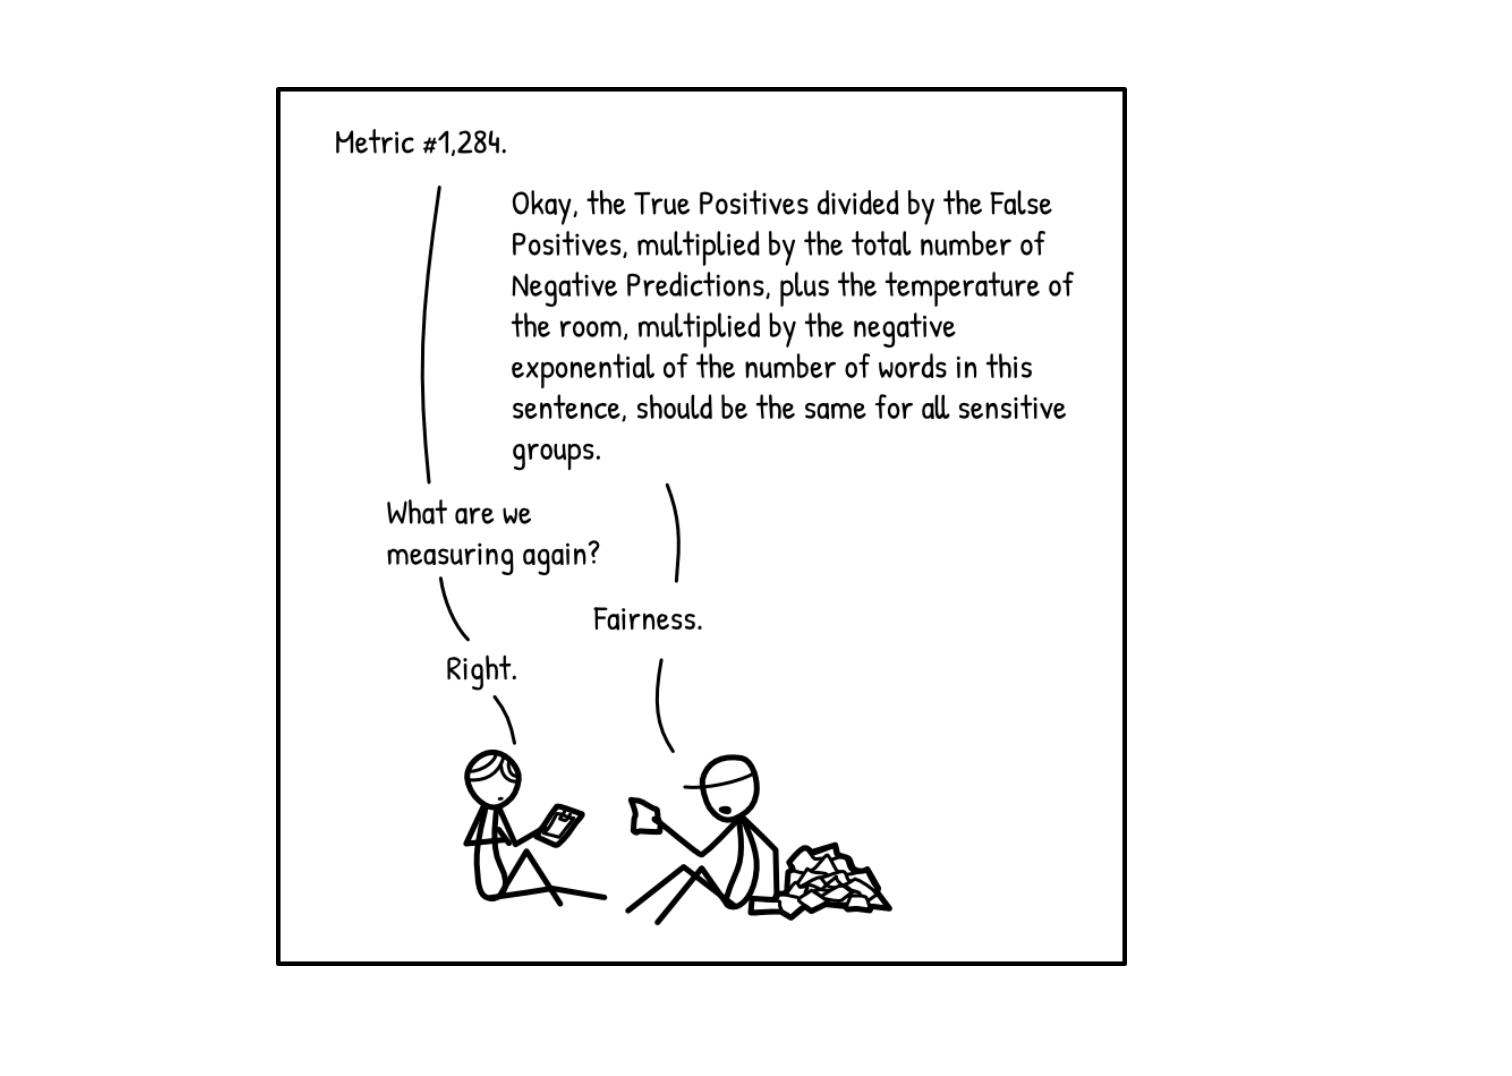 Metric #1,284.
Okay, the True Positives divided by the False
Positives, multiplied by the total number of
Negative Predictions, plus the temperature of
the room, multiplied by the negative
exponential of the number of words in this
sentence, should be the same for all sensitive
groups.
What are we
measuring again?
Fairness.
Right.